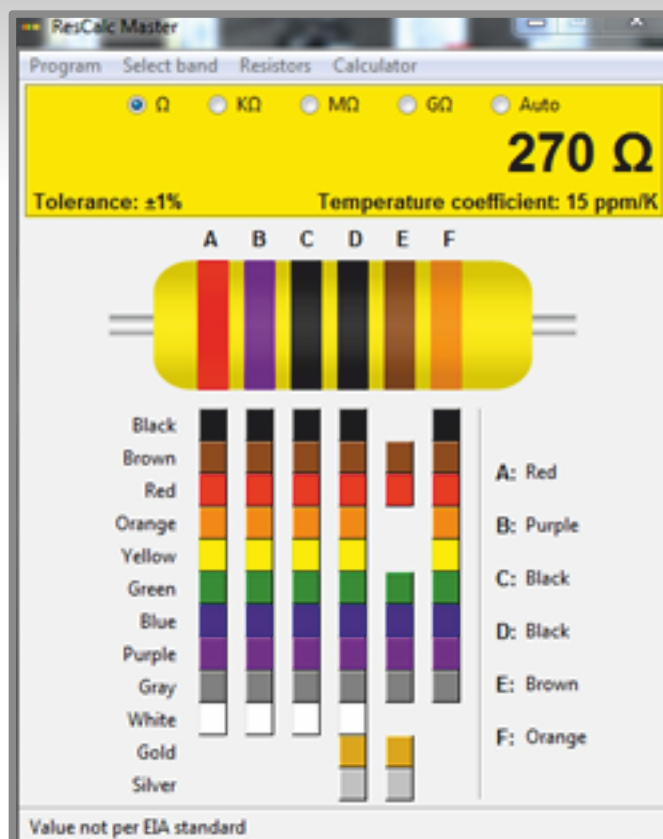 ResCalc Master
Program Select band Resistors Calculator
Ω KΩ MΩ GΩ Auto
270 Ω
Tolerance: ±1% Temperature coefficient: 15 ppm/K
A B C D E F
Black
Brown
Red
Orange
Yellow
Green
Blue
Purple
Gray
White
Gold
Silver
A: Red
B: Purple
C: Black
D: Black
E: Brown
F: Orange
Value not per EIA standard